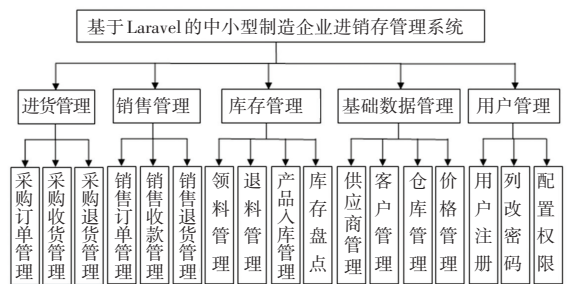 基于Laravel的中小型制造企业进销存管理系统
进货管理
销售管理
库存管理
基础数据管理
用户管理
采购订单管理
采购收货管理
采购退货管理
销售订单管理
销售收款管理
销售退货管理
领料管理
退料管理
产品入库管理
库存盘点
供应商管理
客户管理
仓库管理
价格管理
用户注册
列改密码
配置权限